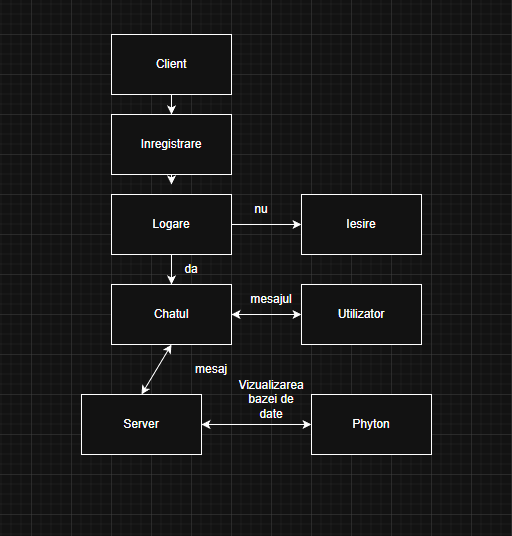 Client
Inregistrare
Logare
nu
Iesire
da
Chatul
mesajul
Utilizator
mesaj
Vizualizarea
bazei de
date
Server
Phyton